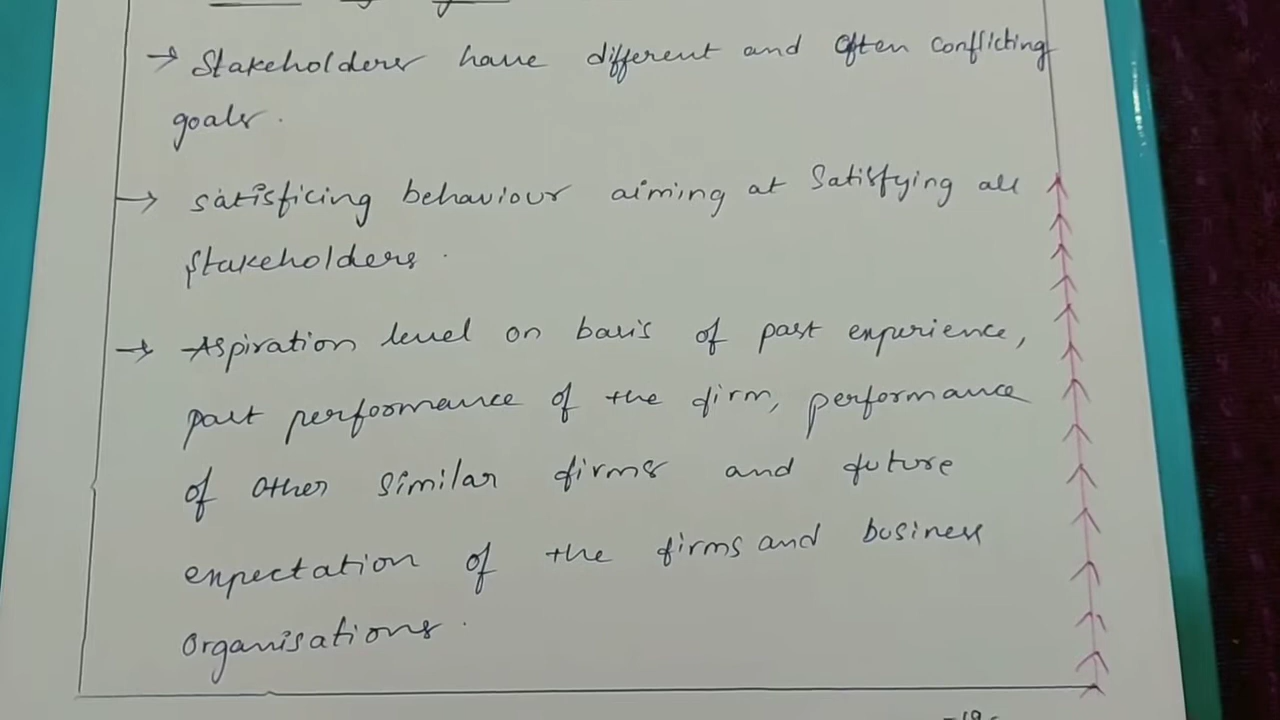 → Stakeholders have different and Often conflicting
goals.
→ satisficing behaviour aiming at Satisfying all
Stakeholders.
→ Aspiration level on basis of past experience,
past performance of the firm, performance
of Other Similar firms and future
expectation of the firms and business
Organisations.